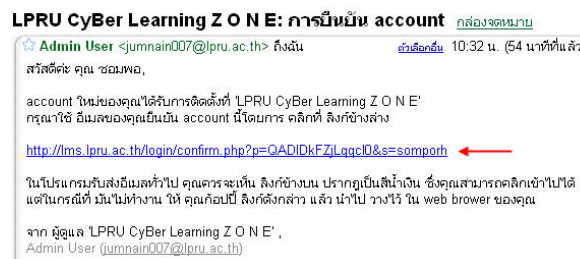 LPRU CyBer Learning Z O N E: การยืนยัน account กล่องจดหมาย
Admin User <jumnain007@lpru.ac.th> ถึงฉัน ตัวเลือกอื่น 10:32 น. (54 นาทีที่แล้ว
สวัสดีค่ะ คุณ ซอมพอ,
account ใหม่ของคุณได้รับการติดตั้งที่ 'LPRU CyBer Learning Z O N E'
กรุณาใช้ อีเมลของคุณยืนยัน account นี้โดยการ คลิกที่ ลิงก์ข้างล่าง
http://lms.lpru.ac.th/login/confirm.php?p=QADIDkFZjLqgcl0&s=somporh
ในโปรแกรมรับส่งอีเมลทั่วไป คุณควรจะเห็น ลิงก์ข้างบน ปรากฏเป็นสีน้ำเงิน ซึ่งคุณสามารถคลิกเข้าไปได้
แต่ในกรณีที่ มันไม่ทำงาน ให้ คุณก้อปปี้ ลิงก์ดังกล่าว แล้ว นำไป วางไว้ ใน web brower ของคุณ
จาก ผู้ดูแล 'LPRU CyBer Learning Z O N E' ,
Admin User (jumnain007@lpru.ac.th)